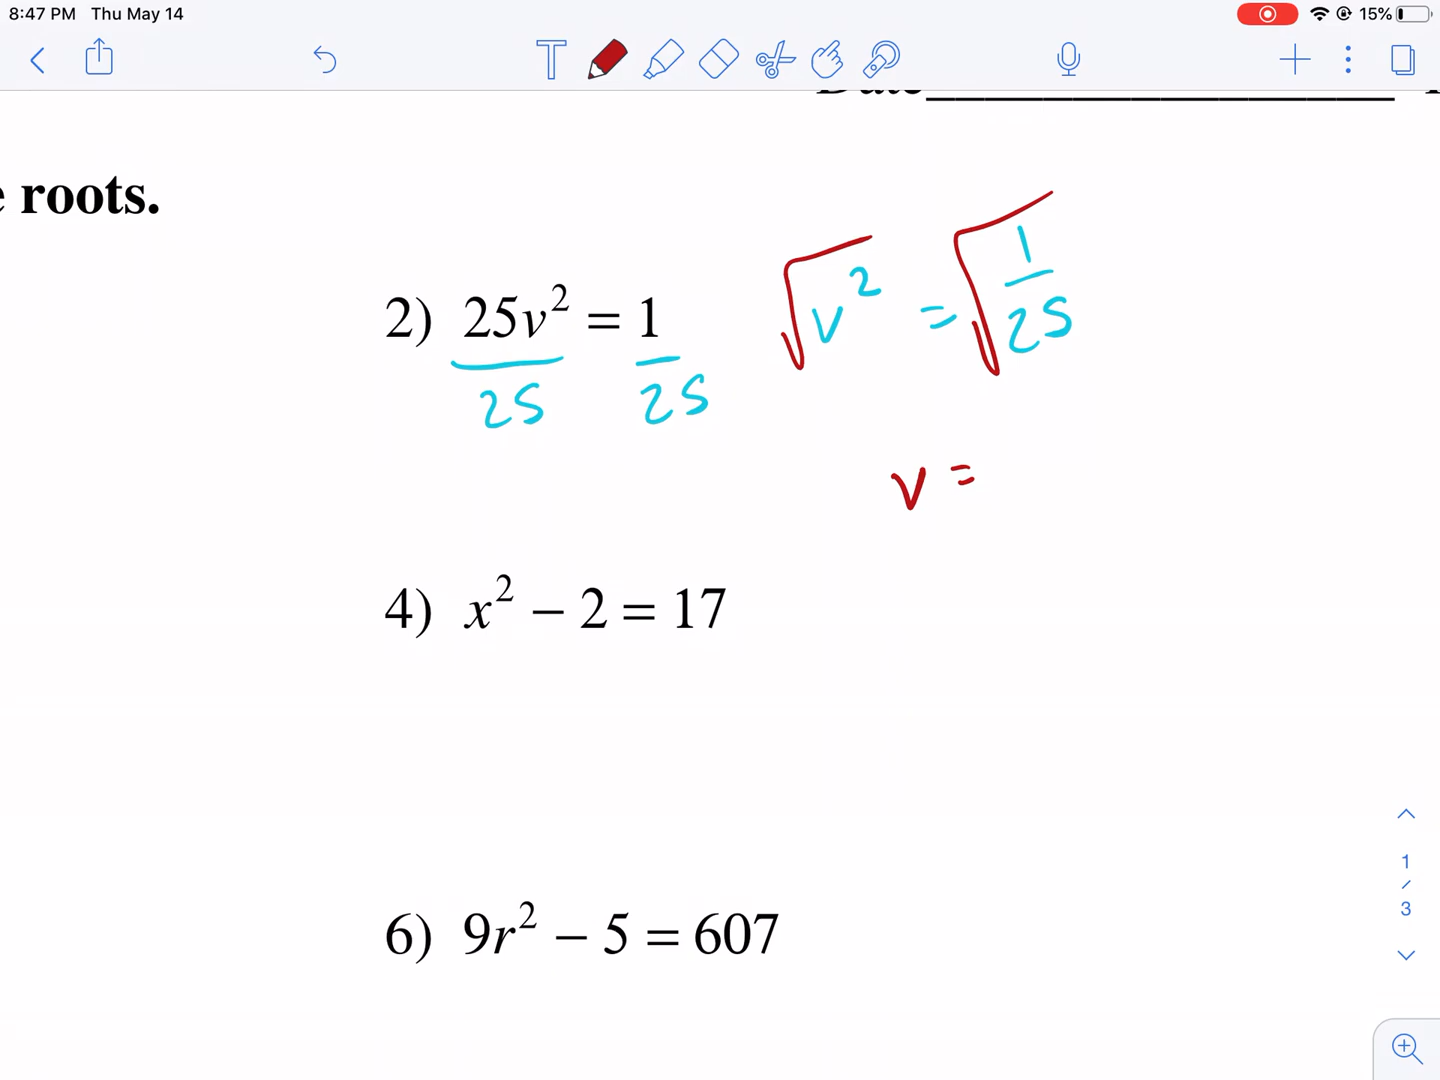 8:47 PM Thu May 14 15%
T
roots.
2) 25v² = 1
25 25
√v² = √1/25
v =
4) x² − 2 = 17
6) 9r² − 5 = 607
1
/
3